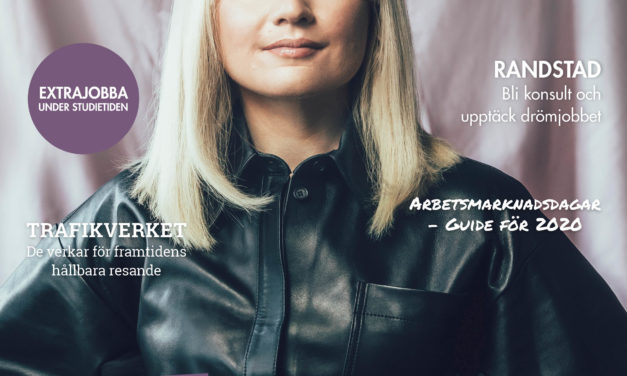 EXTRAJOBBA
UNDER STUDIETIDEN
RANDSTAD
Bli konsult och
upptäck drömjobbet
ARBETSMARKNADSDAGAR
– GUIDE FÖR 2020
TRAFIKVERKET
De verkar för framtidens
hållbara resande